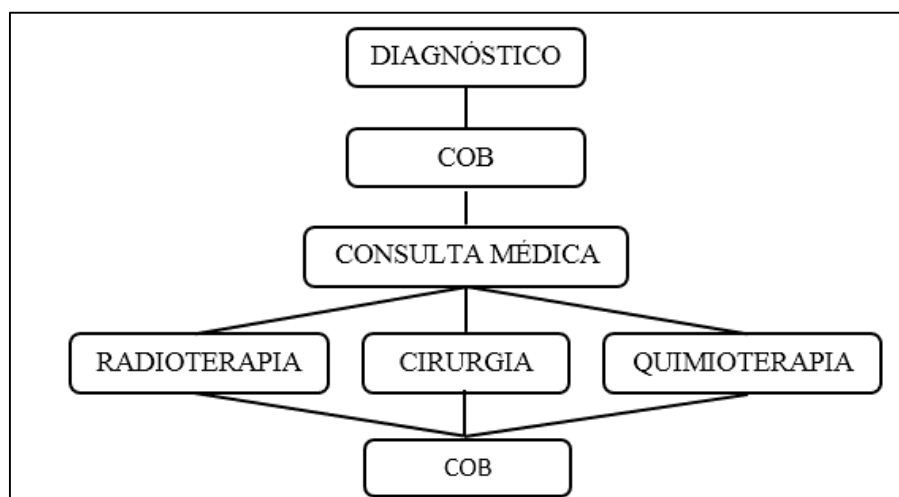 DIAGNÓSTICO
COB
CONSULTA MÉDICA
RADIOTERAPIA
CIRURGIA
QUIMIOTERAPIA
COB